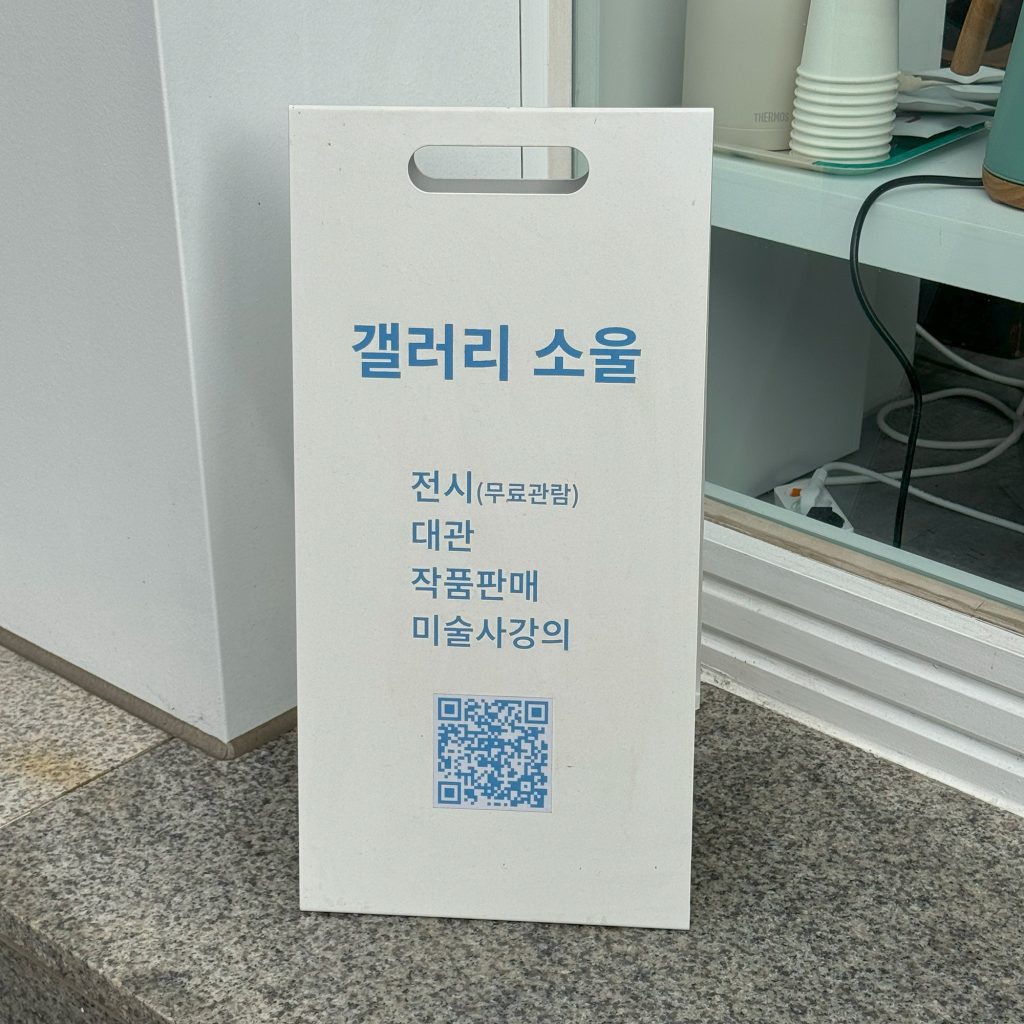 THERMOS
갤러리 소울
전시(무료관람)
대관
작품판매
미술사강의